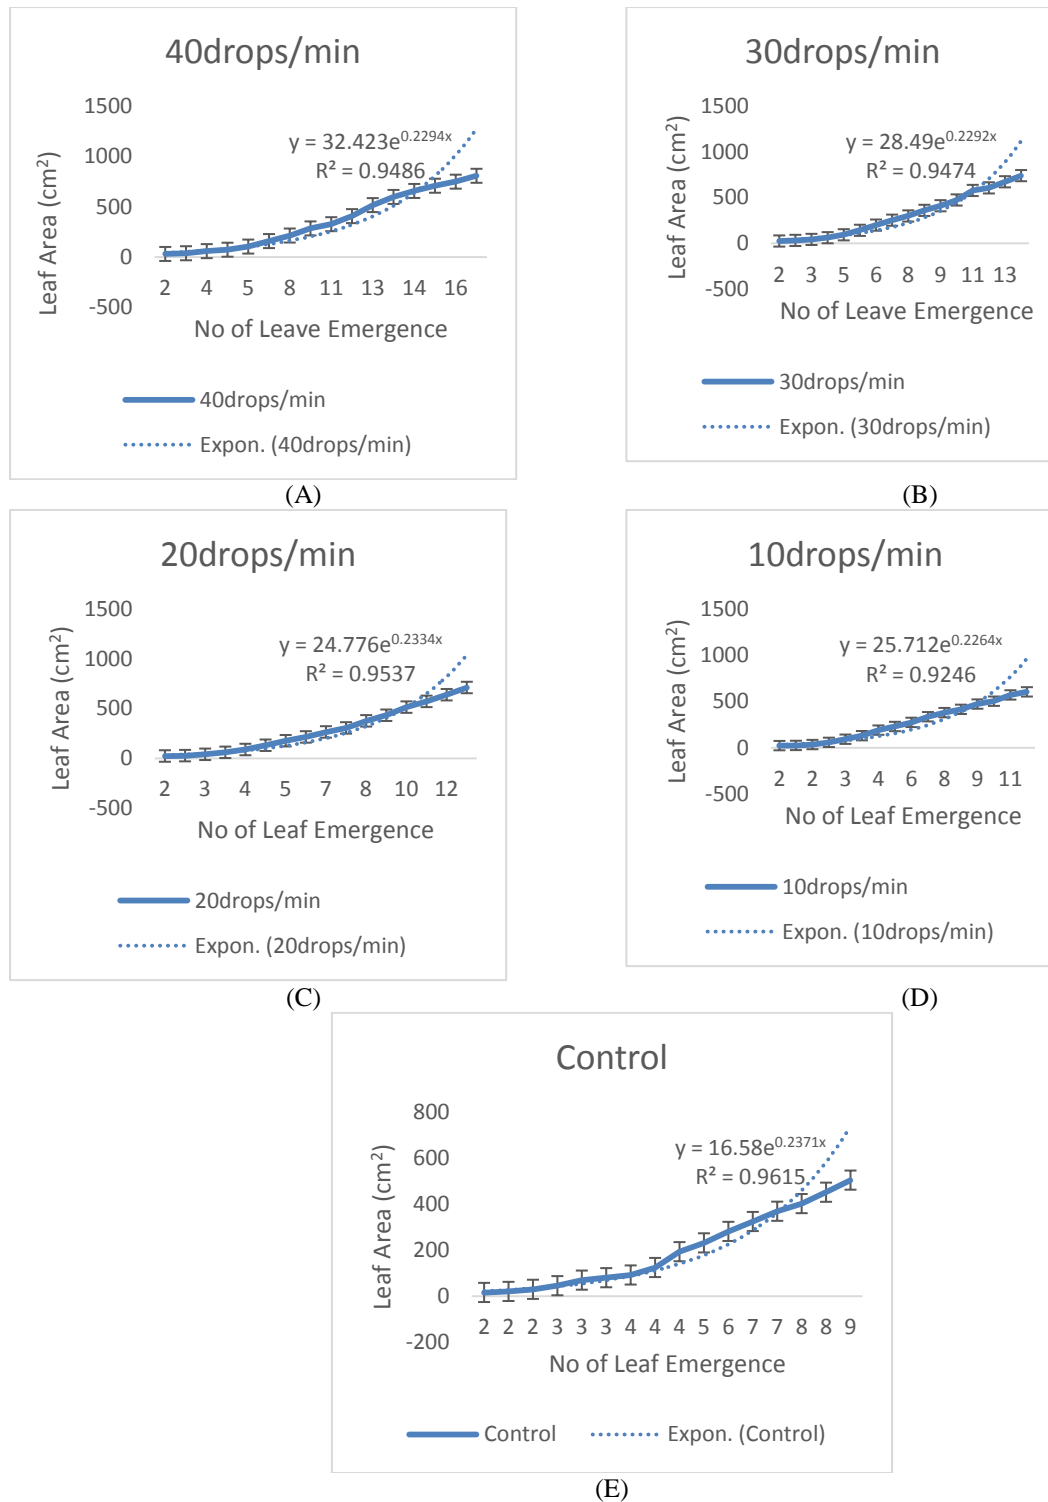 40drops/min
1500
1000
500
0
-500
Leaf Area (cm²)
y = 32.423e^0.2294x
R² = 0.9486
2 4 5 8 11 13 14 16
No of Leave Emergence
40drops/min
Expon. (40drops/min)
(A)
30drops/min
1500
1000
500
0
-500
Leaf Area (cm²)
y = 28.49e^0.2292x
R² = 0.9474
2 3 5 6 9 11 13
No of Leave Emergence
30drops/min
Expon. (30drops/min)
(B)
20drops/min
1500
1000
500
0
-500
Leaf Area (cm²)
y = 24.776e^0.2334x
R² = 0.9537
2 3 4 5 7 8 10 12
No of Leaf Emergence
20drops/min
Expon. (20drops/min)
(C)
10drops/min
1500
1000
500
0
-500
Leaf Area (cm²)
y = 25.712e^0.2264x
R² = 0.9246
2 2 3 4 6 8 9 11
No of Leaf Emergence
10drops/min
Expon. (10drops/min)
(D)
Control
800
600
400
200
0
-200
Leaf Area (cm²)
y = 16.58e^0.2371x
R² = 0.9615
2 2 2 3 3 3 4 4 4 5 6 7 7 8 8 9
No of Leaf Emergence
Control Expon. (Control)
(E)